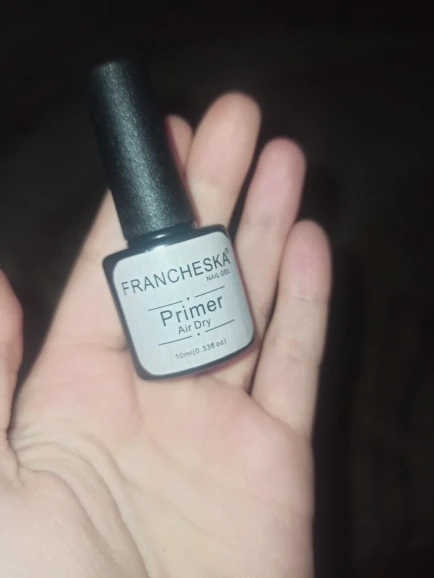 FRANCHESKA®
NAIL GEL
Primer
Air Dry
10ml(0.33fl oz)